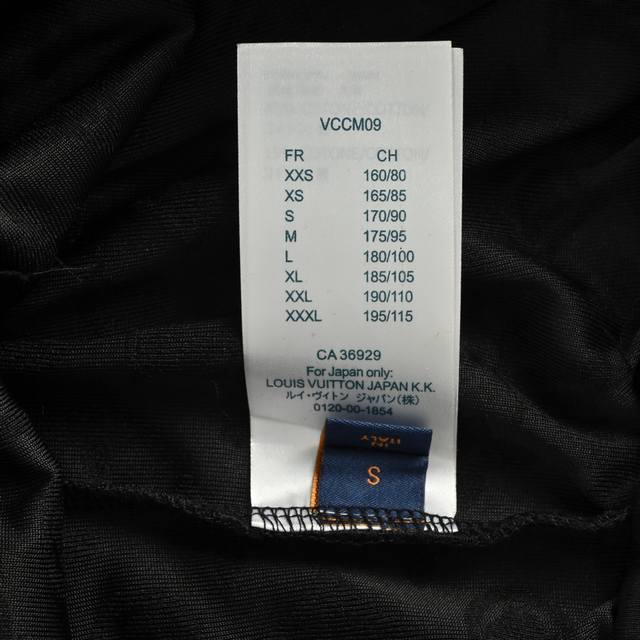 VCCM09
FR CH
XXS 160/80
XS 165/85
S 170/90
M 175/95
L 180/100
XL 185/105
XXL 190/110
XXXL 195/115
CA 36929
For Japan only:
LOUIS VUITTON JAPAN K.K.
ルイ・ヴィトン ジャパン(株)
0120-00-1854
S